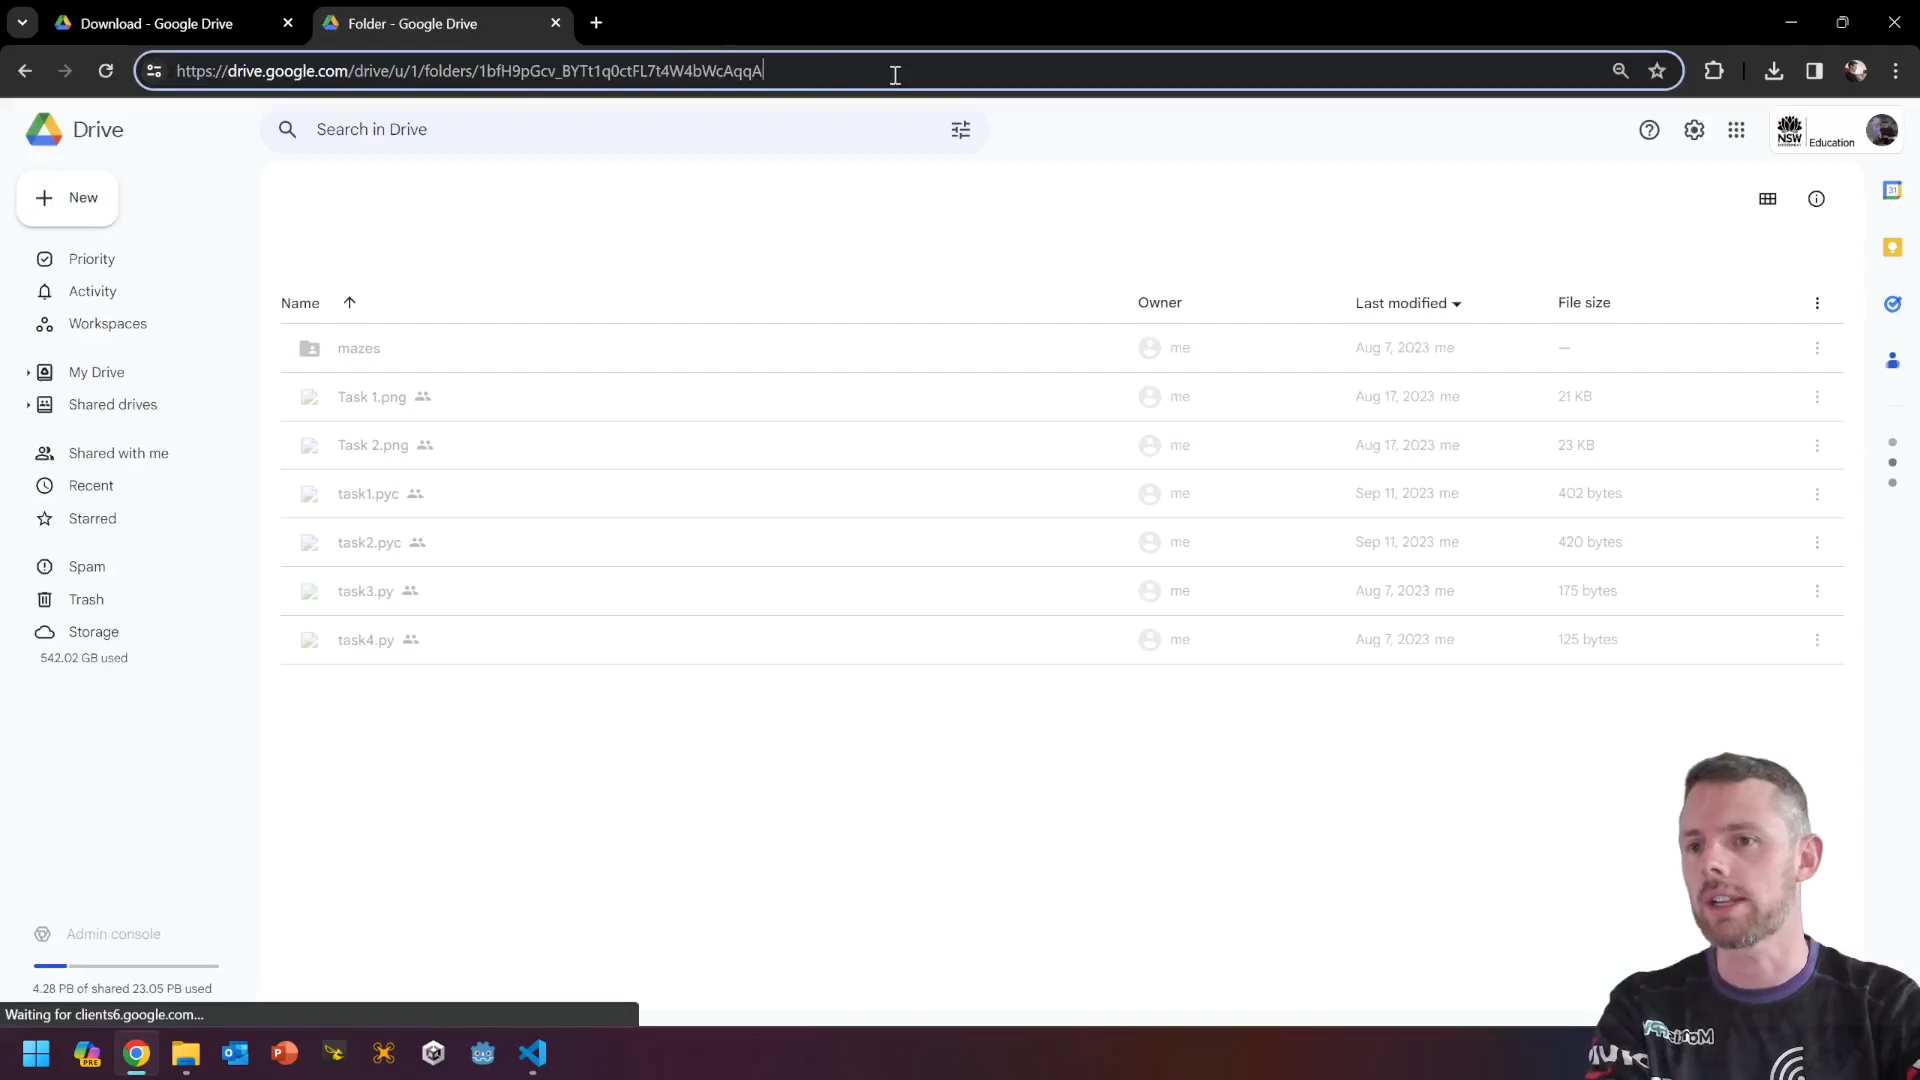 Download - Google Drive
Folder - Google Drive
https://drive.google.com/drive/u/1/folders/1bfH9pGcv_BYTt1q0ctFL7t4W4bWcAqqA
Drive
Search in Drive
NSW
GOVERNMENT
Education
New
31
Priority
Activity
Workspaces
My Drive
Shared drives
Shared with me
Recent
Starred
Spam
Trash
Storage
542.02 GB used
Name Owner Last modified File size
mazes me Aug 7, 2023 me —
Task 1.png me Aug 17, 2023 me 21 KB
Task 2.png me Aug 17, 2023 me 23 KB
task1.pyc me Sep 11, 2023 me 402 bytes
task2.pyc me Sep 11, 2023 me 420 bytes
task3.py me Aug 7, 2023 me 175 bytes
task4.py me Aug 7, 2023 me 125 bytes
Admin console
4.28 PB of shared 23.05 PB used
Waiting for clients6.google.com...
PRE